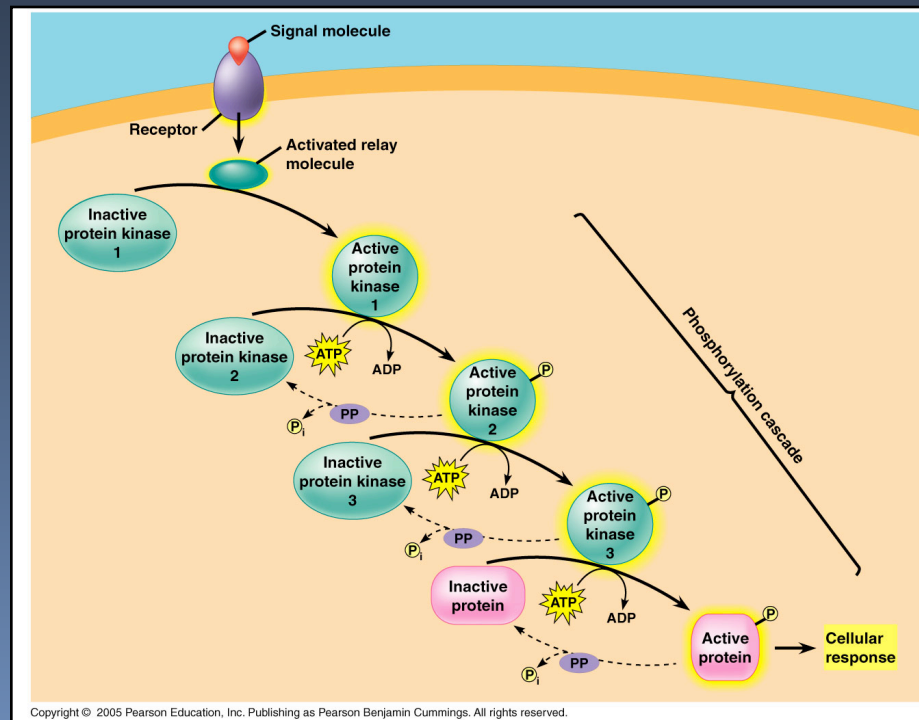 Signal molecule
Receptor
Activated relay
molecule
Inactive
protein kinase
1
Active
protein
kinase
1
Inactive
protein kinase
2
ATP
ADP
Active
protein
kinase
2
P
PP
Pi
Inactive
protein kinase
3
ATP
ADP
Active
protein
kinase
3
P
PP
Pi
Inactive
protein
ATP
ADP
Active
protein
P
PP
Pi
Cellular
response
Phosphorylation cascade
Copyright © 2005 Pearson Education, Inc. Publishing as Pearson Benjamin Cummings. All rights reserved.